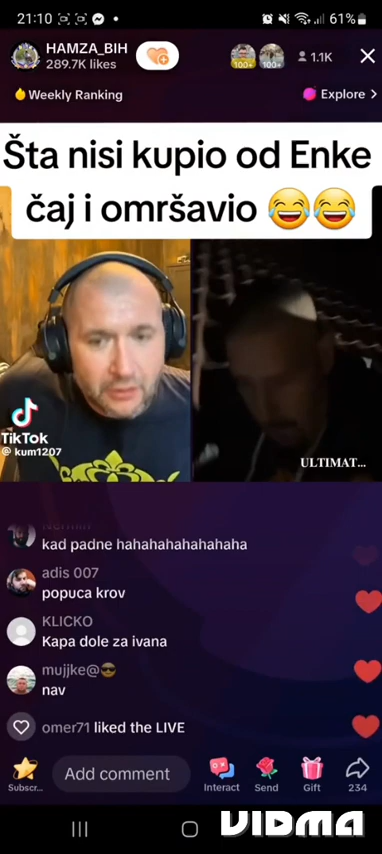 21:10
61%
HAMZA_BIH
289.7K likes
100+
100+
1.1K
Weekly Ranking
Explore >
Šta nisi kupio od Enke
čaj i omršavio 😂😂
TikTok
@ kum1207
ULTIMAT...
kad padne hahahahahahahaha
adis 007
popuca krov
KLICKO
Kapa dole za ivana
mujjke@😎
nav
omer71 liked the LIVE
Subscr...
Add comment
Interact
Send
Gift
234
VIDMA